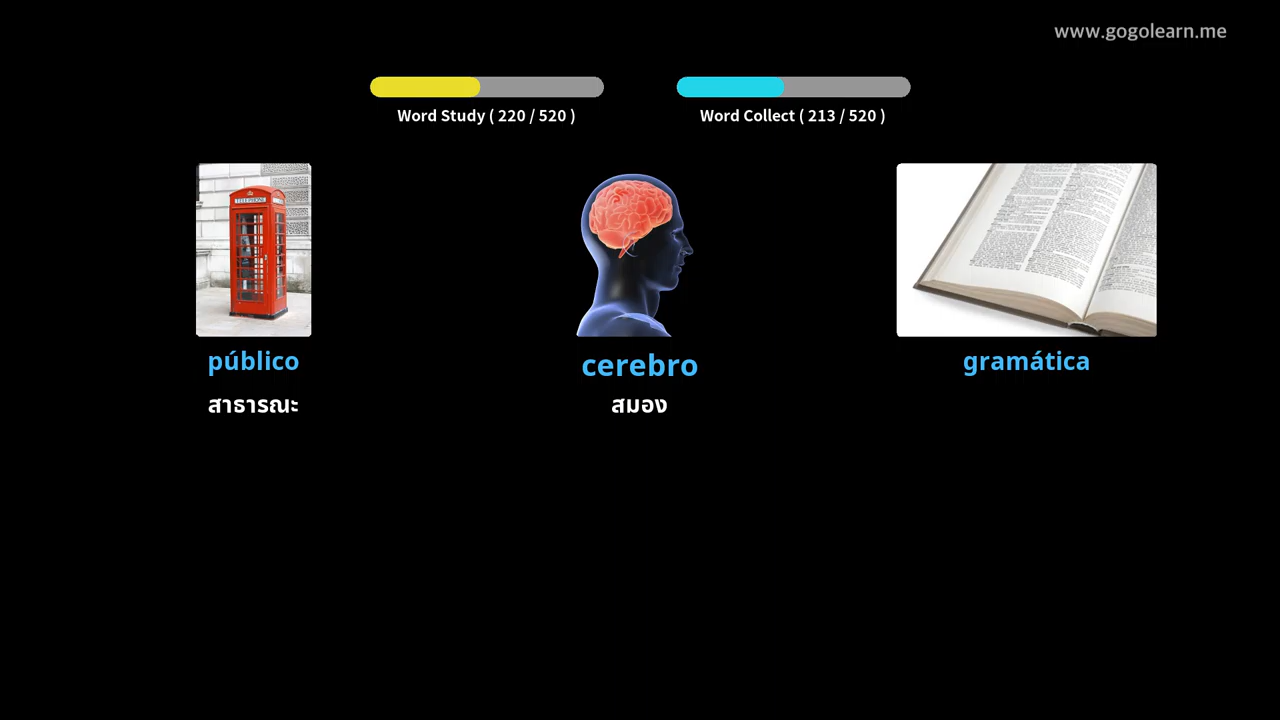 www.gogolearn.me
Word Study ( 220 / 520 )
Word Collect ( 213 / 520 )
TELEPHONE
público
cerebro
gramática
สาธารณะ
สมอง